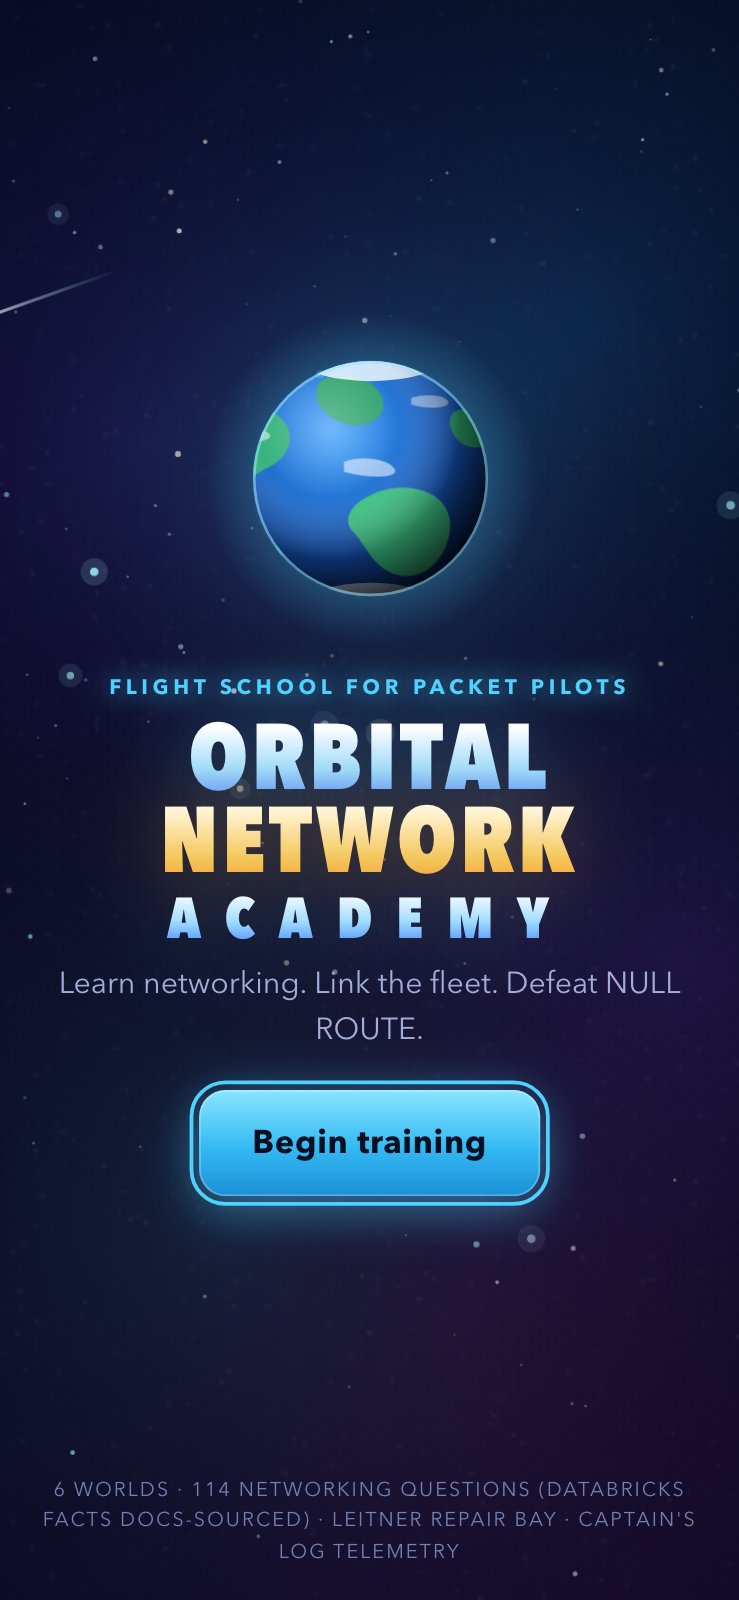 FLIGHT SCHOOL FOR PACKET PILOTS
ORBITAL
NETWORK
ACADEMY
Learn networking. Link the fleet. Defeat NULL
ROUTE.
Begin training
6 WORLDS · 114 NETWORKING QUESTIONS (DATABRICKS
FACTS DOCS-SOURCED) · LEITNER REPAIR BAY · CAPTAIN'S
LOG TELEMETRY